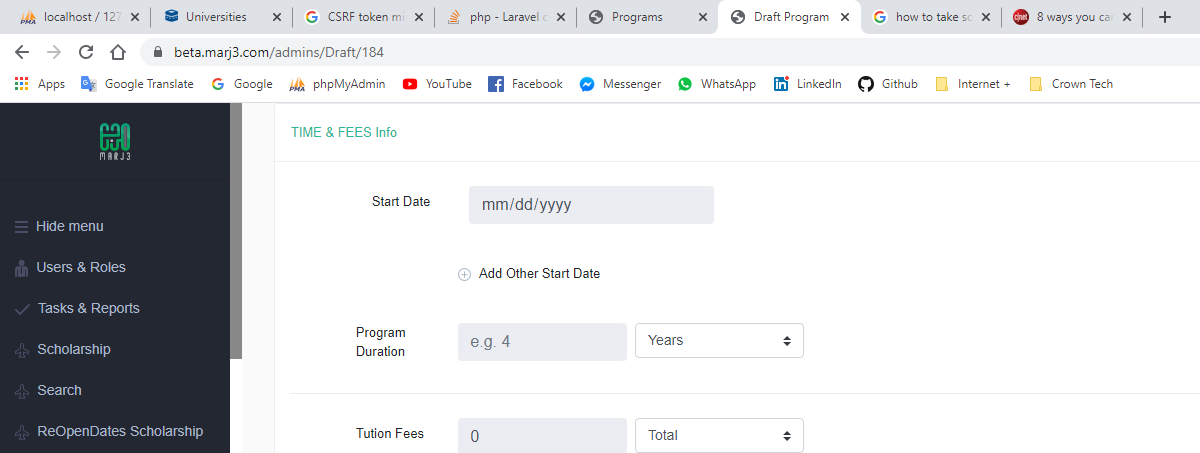 localhost / 127
Universities
CSRF token mi
php - Laravel c
Programs
Draft Program
how to take sc
cnet
8 ways you can
beta.marj3.com/admins/Draft/184
Apps
Google Translate
Google
phpMyAdmin
YouTube
Facebook
Messenger
WhatsApp
LinkedIn
Github
Internet +
Crown Tech
MARJ3
Hide menu
Users & Roles
Tasks & Reports
Scholarship
Search
ReOpenDates Scholarship
TIME & FEES Info
Start Date
mm/dd/yyyy
Add Other Start Date
Program
Duration
e.g. 4
Years
Tution Fees
0
Total